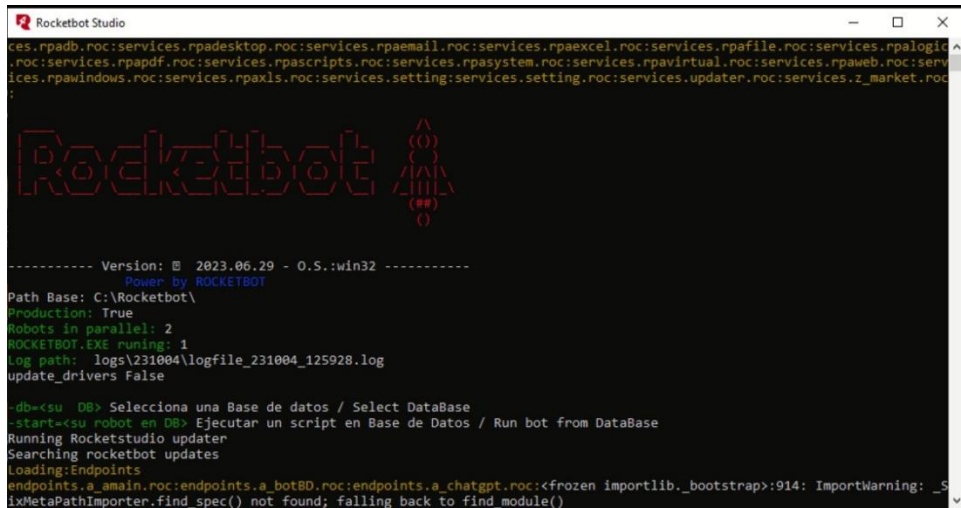 Rocketbot Studio
ces.rpadb.roc:services.rpadesktop.roc:services.rpaemail.roc:services.rpaexcel.roc:services.rpafile.roc:services.rpalogic
.roc:services.rpapdf.roc:services.rpascripts.roc:services.rpasystem.roc:services.rpavirtual.roc:services.rpaweb.roc:serv
ices.rpawindows.roc:services.rpaxls.roc:services.setting:services.setting.roc:services.updater.roc:services.z_market.roc
:
Rocketbot
----------- Version: 2023.06.29 - O.S.:win32 -----------
Power by ROCKETBOT
Path Base: C:\Rocketbot\
Production: True
Robots in parallel: 2
ROCKETBOT.EXE runing: 1
Log path: logs\231004\logfile_231004_125928.log
update_drivers False
-db=<su DB> Selecciona una Base de datos / Select DataBase
-start=<su robot en DB> Ejecutar un script en Base de Datos / Run bot from DataBase
Running Rocketstudio updater
Searching rocketbot updates
Loading:Endpoints
endpoints.a_amain.roc:endpoints.a_botBD.roc:endpoints.a_chatgpt.roc:<frozen importlib._bootstrap>:914: ImportWarning: _S
ixMetaPathImporter.find_spec() not found; falling back to find_module()